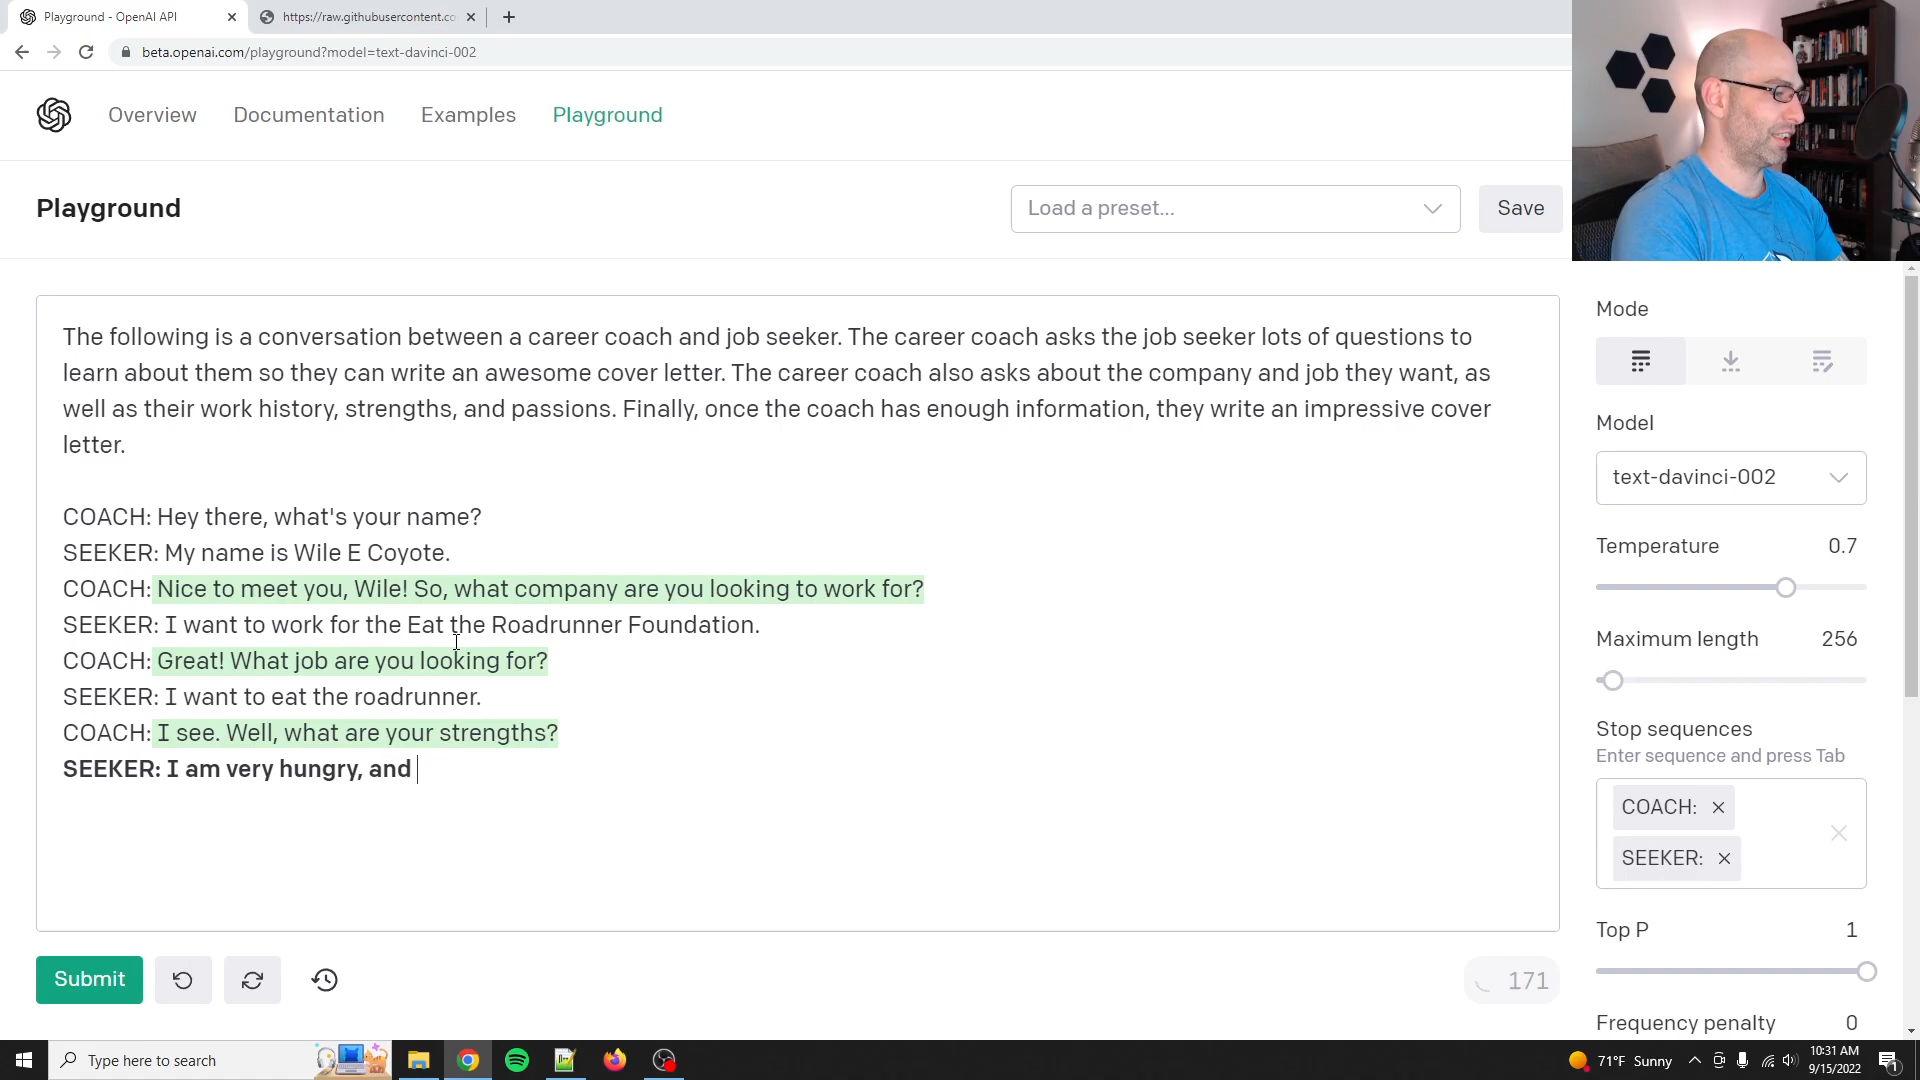 Playground - OpenAI API
https://raw.githubusercontent.co
beta.openai.com/playground?model=text-davinci-002
Overview
Documentation
Examples
Playground
Playground
Load a preset...
Save
The following is a conversation between a career coach and job seeker. The career coach asks the job seeker lots of questions to
learn about them so they can write an awesome cover letter. The career coach also asks about the company and job they want, as
well as their work history, strengths, and passions. Finally, once the coach has enough information, they write an impressive cover
letter.
COACH: Hey there, what's your name?
SEEKER: My name is Wile E Coyote.
COACH: Nice to meet you, Wile! So, what company are you looking to work for?
SEEKER: I want to work for the Eat the Roadrunner Foundation.
COACH: Great! What job are you looking for?
SEEKER: I want to eat the roadrunner.
COACH: I see. Well, what are your strengths?
SEEKER: I am very hungry, and
Mode
Model
text-davinci-002
Temperature 0.7
Maximum length 256
Stop sequences
Enter sequence and press Tab
COACH:
SEEKER:
Top P 1
Frequency penalty 0
Submit
171
Type here to search
71°F Sunny
10:31 AM
9/15/2022
1